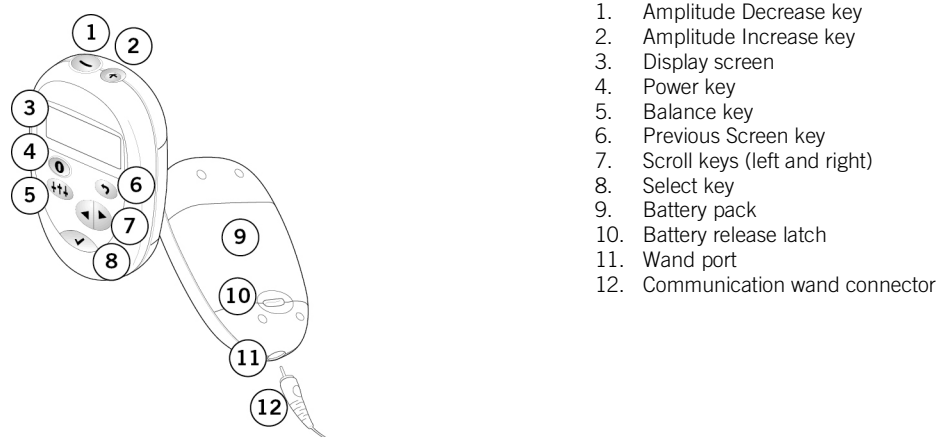 1
2
3
4
5
6
7
8
9
10
11
12
1. Amplitude Decrease key
2. Amplitude Increase key
3. Display screen
4. Power key
5. Balance key
6. Previous Screen key
7. Scroll keys (left and right)
8. Select key
9. Battery pack
10. Battery release latch
11. Wand port
12. Communication wand connector